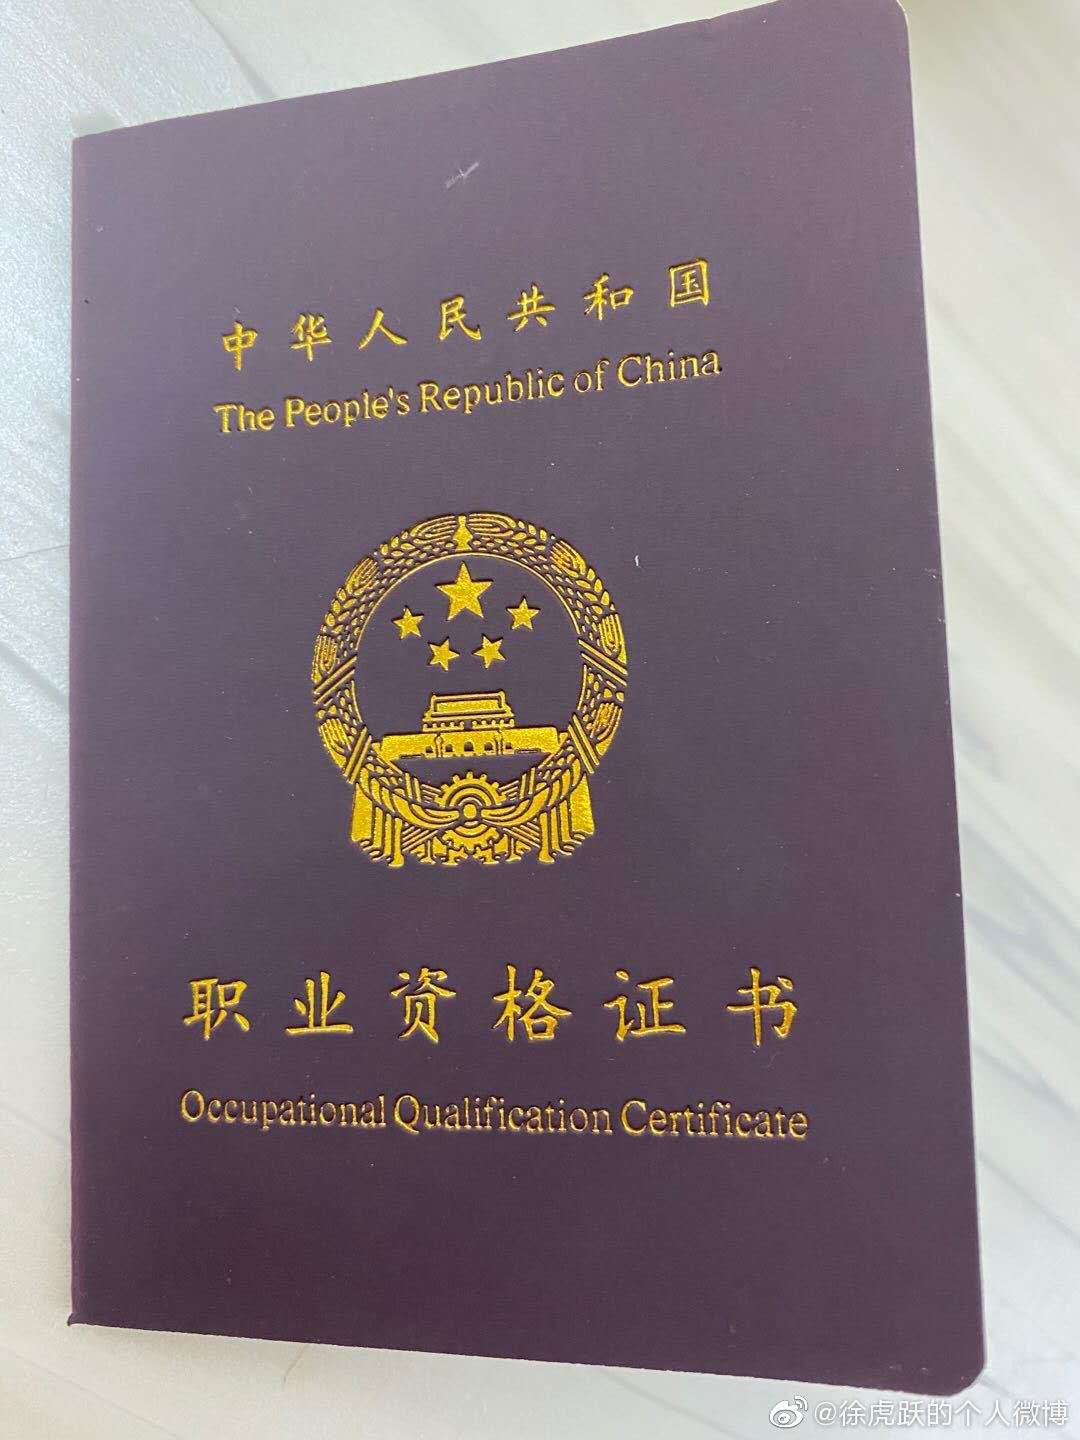 中华人民共和国
The People's Republic of China
职业资格证书
Occupational Qualification Certificate
@徐虎跃的个人微博